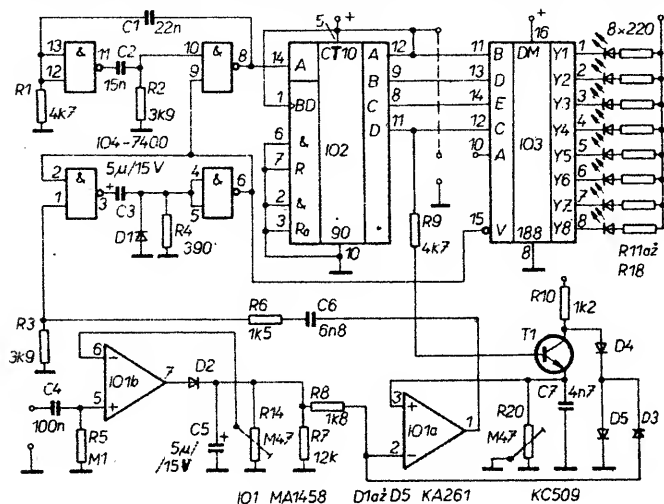 C1 22n
5 +
+
16
8×220
13
12
&
11
C2
15n
10
9
&
8
14
A
CT10
A
12
11
B
DM
Y1
1
R1
4k7
R2
3k9
1
BD
B
9
13
D
Y2
2
C
8
14
E
Y3
3
IO4-7400
6
&
IO2
D
11
12
C
IO3
Y4
4
7
R
10
A
Y5
5
5µ/15V
2
1
&
3
+
C3
4
5
&
6
2
&
Y6
6
D1
R4
390
3
R9
4k7
15
V
Y7
7
90
188
Y8
8
10
8
R11až
R18
R3
3k9
R6
1k5
C6
6n8
R10
1k2
T1
D4
6
−
IO1b
7
D2
C4
100n
5
+
R8
1k8
3
+
IO1a
1
2
−
R20
M47
C7
4n7
D5
D3
R5
M1
C5
5µ/
/15V
+
R14
M47
R7
12k
IO1 MA1458 D1až D5 KA261 KC509